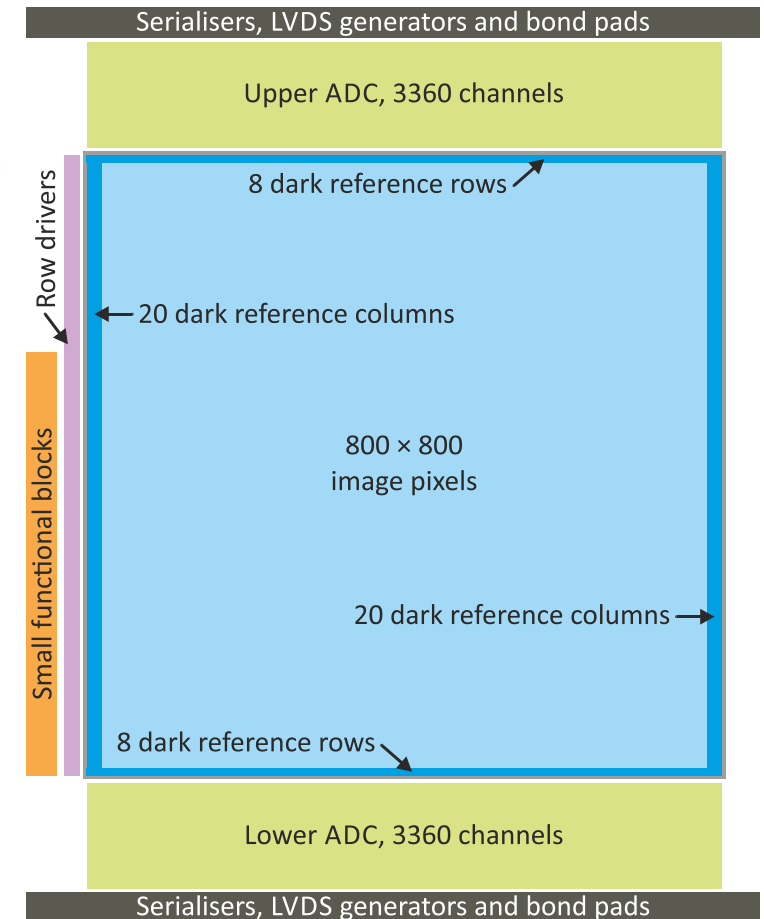 Serialisers, LVDS generators and bond pads
Upper ADC, 3360 channels
8 dark reference rows
Row drivers
20 dark reference columns
800 × 800
image pixels
Small functional blocks
20 dark reference columns
8 dark reference rows
Lower ADC, 3360 channels
Serialisers, LVDS generators and bond pads